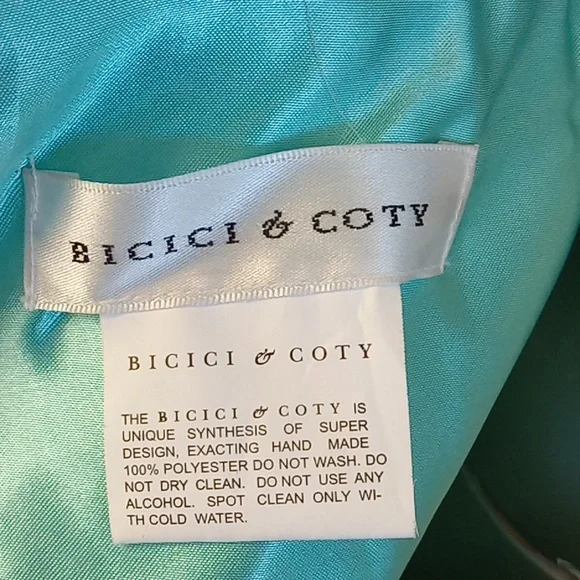 BICICI & COTY
BICICI & COTY
THE BICICI & COTY IS
UNIQUE SYNTHESIS OF SUPER
DESIGN, EXACTING HAND MADE
100% POLYESTER DO NOT WASH. DO
NOT DRY CLEAN. DO NOT USE ANY
ALCOHOL. SPOT CLEAN ONLY WI-
TH COLD WATER.